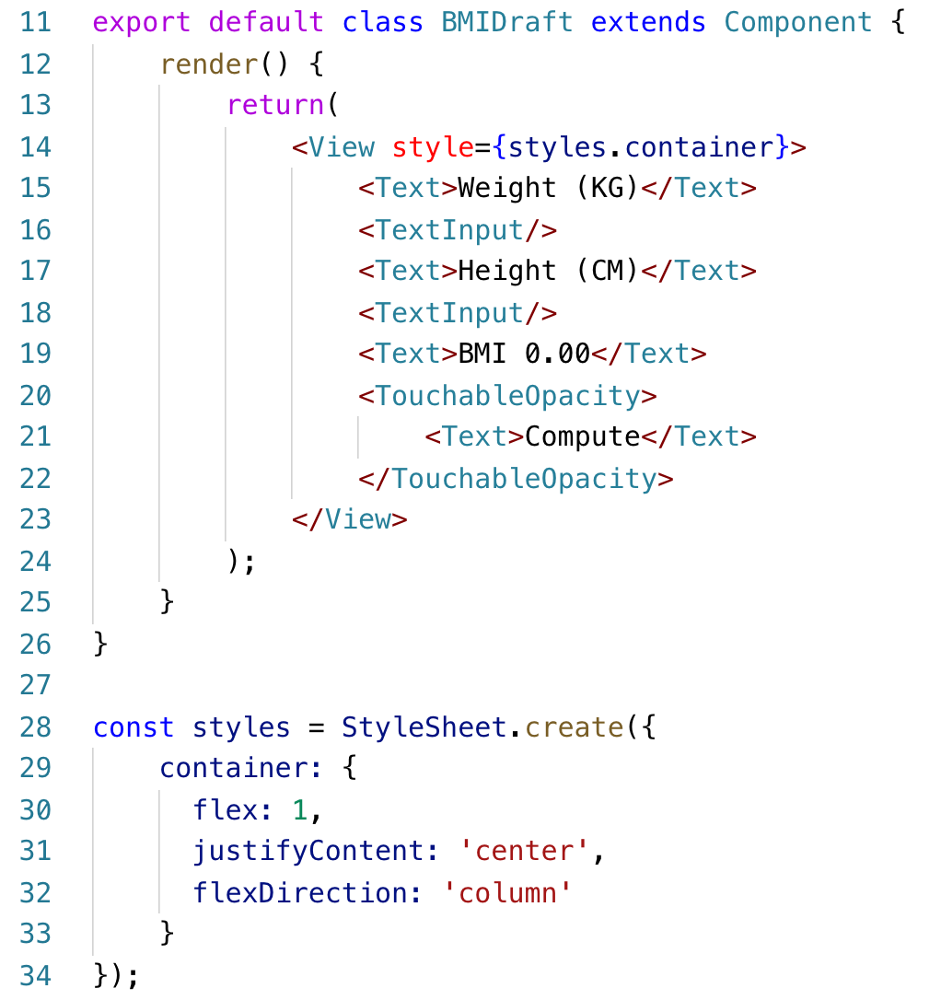 11 export default class BMIDraft extends Component {
12     render() {
13         return(
14             <View style={styles.container}>
15                 <Text>Weight (KG)</Text>
16                 <TextInput/>
17                 <Text>Height (CM)</Text>
18                 <TextInput/>
19                 <Text>BMI 0.00</Text>
20                 <TouchableOpacity>
21                     <Text>Compute</Text>
22                 </TouchableOpacity>
23             </View>
24         );
25     }
26 }
27
28 const styles = StyleSheet.create({
29     container: {
30       flex: 1,
31       justifyContent: 'center',
32       flexDirection: 'column'
33     }
34 });